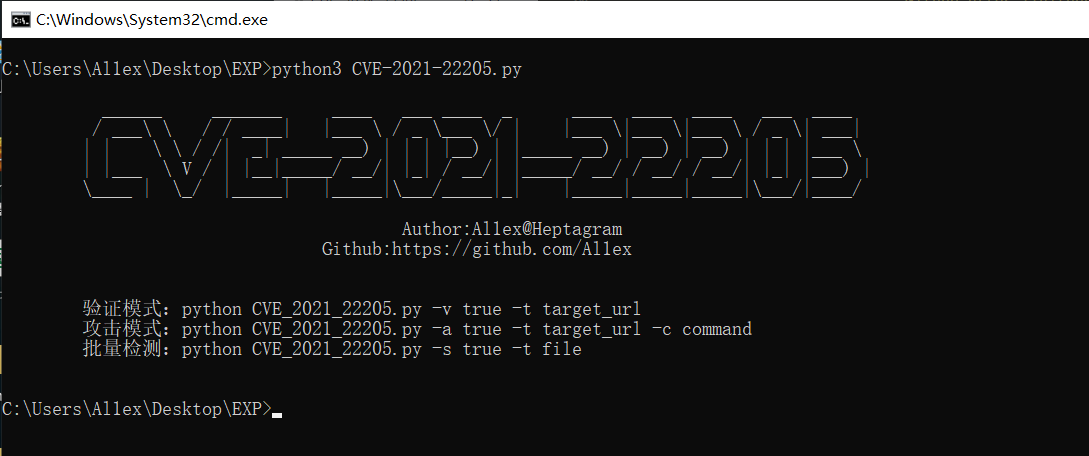 C:\Windows\System32\cmd.exe
C:\Users\Allex\Desktop\EXP>python3 CVE-2021-22205.py
CVE-2021-22205
Author:Allex@Heptagram
Github:https://github.com/Allex
验证模式：python CVE_2021_22205.py -v true -t target_url
攻击模式：python CVE_2021_22205.py -a true -t target_url -c command
批量检测：python CVE_2021_22205.py -s true -t file
C:\Users\Allex\Desktop\EXP>